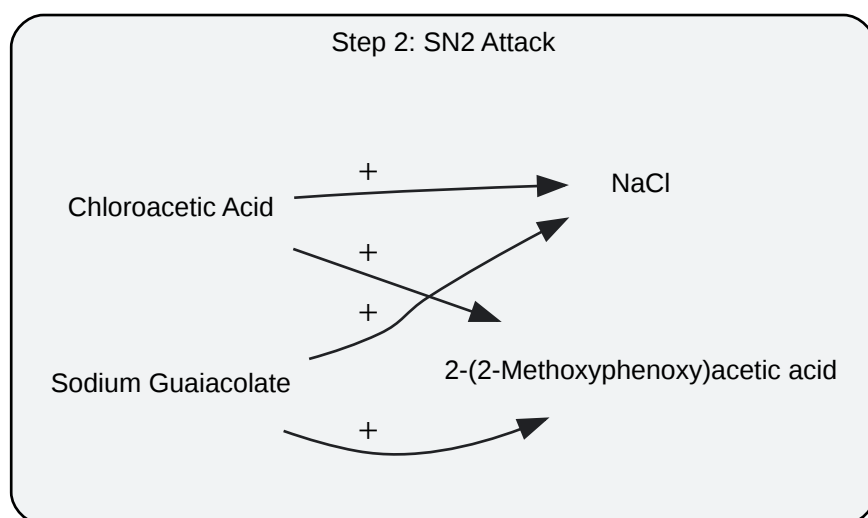 Step 2: SN2 Attack
+
NaCl
Chloroacetic Acid
+
+
2-(2-Methoxyphenoxy)acetic acid
Sodium Guaiacolate
+